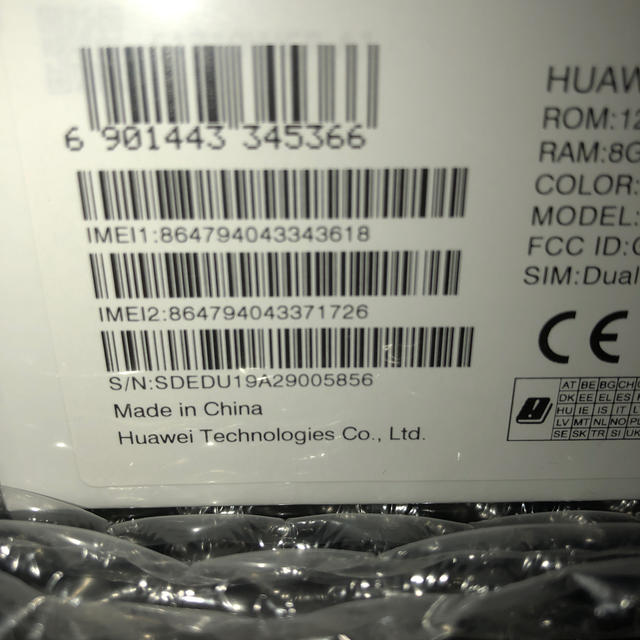 6 901443 345366
IMEI1:864794043343618
IMEI2:864794043371726
S/N:SDEDU19A29005856
Made in China
Huawei Technologies Co., Ltd.
HUAW
ROM:12
RAM:8G
COLOR:
MODEL:
FCC ID:
SIM:Dual
CE
AT BE BG CH
DK EE EL ES
HU IE IS IT
LV MT NL NO PL
SE SK TR SI UK